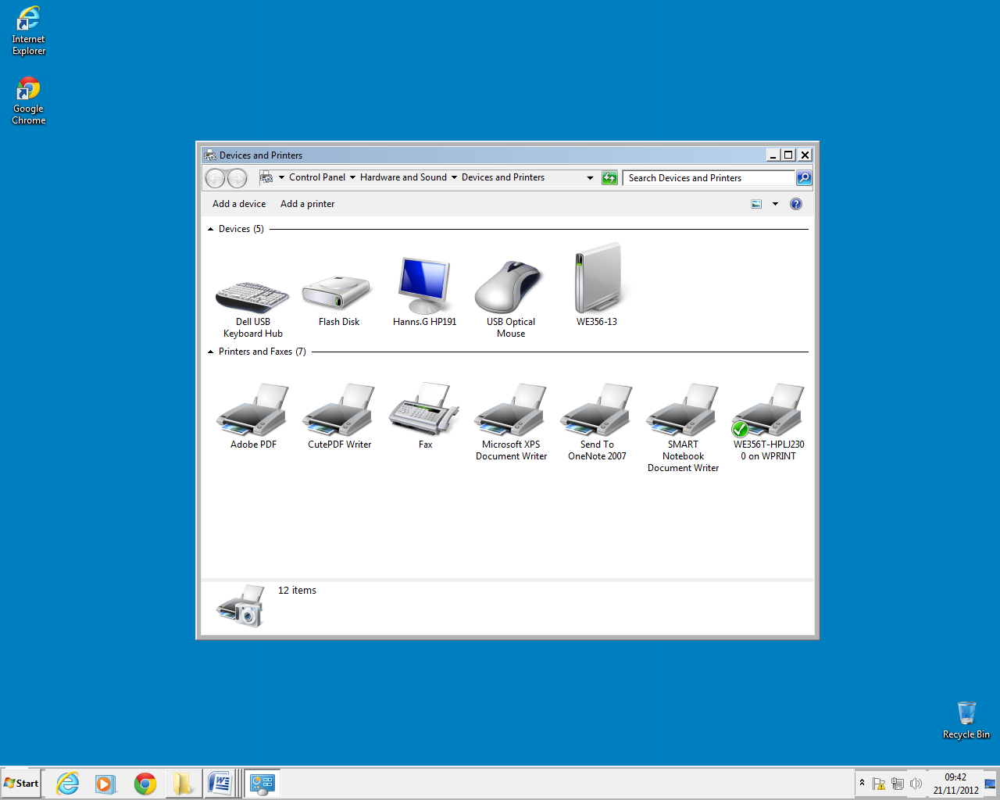 Internet
Explorer
Google
Chrome
Devices and Printers
Control Panel
Hardware and Sound
Devices and Printers
Search Devices and Printers
Add a device
Add a printer
Devices (5)
Dell USB
Keyboard Hub
Flash Disk
Hanns.G HP191
USB Optical
Mouse
WE356-13
Printers and Faxes (7)
Adobe PDF
CutePDF Writer
Fax
Microsoft XPS
Document Writer
Send To
OneNote 2007
SMART
Notebook
Document Writer
WE356T-HPLJ230
0 on WPRINT
12 items
Recycle Bin
Start
09:42
21/11/2012